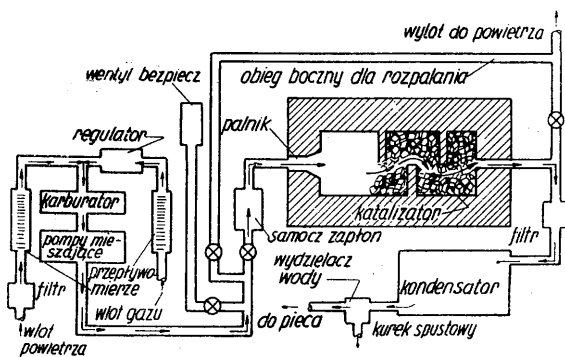 wylot do powietrza
wentyl bezpiecz
obieg boczny dla rozpalania
palnik
regulator
karburator
pompy mie-
szające
przepływo-
mierze
filtr
wlot gazu
wlot
powietrza
samocz zapłon
katalizator
filtr
wydzielacz
wody
kondensator
do pieca
kurek spustowy